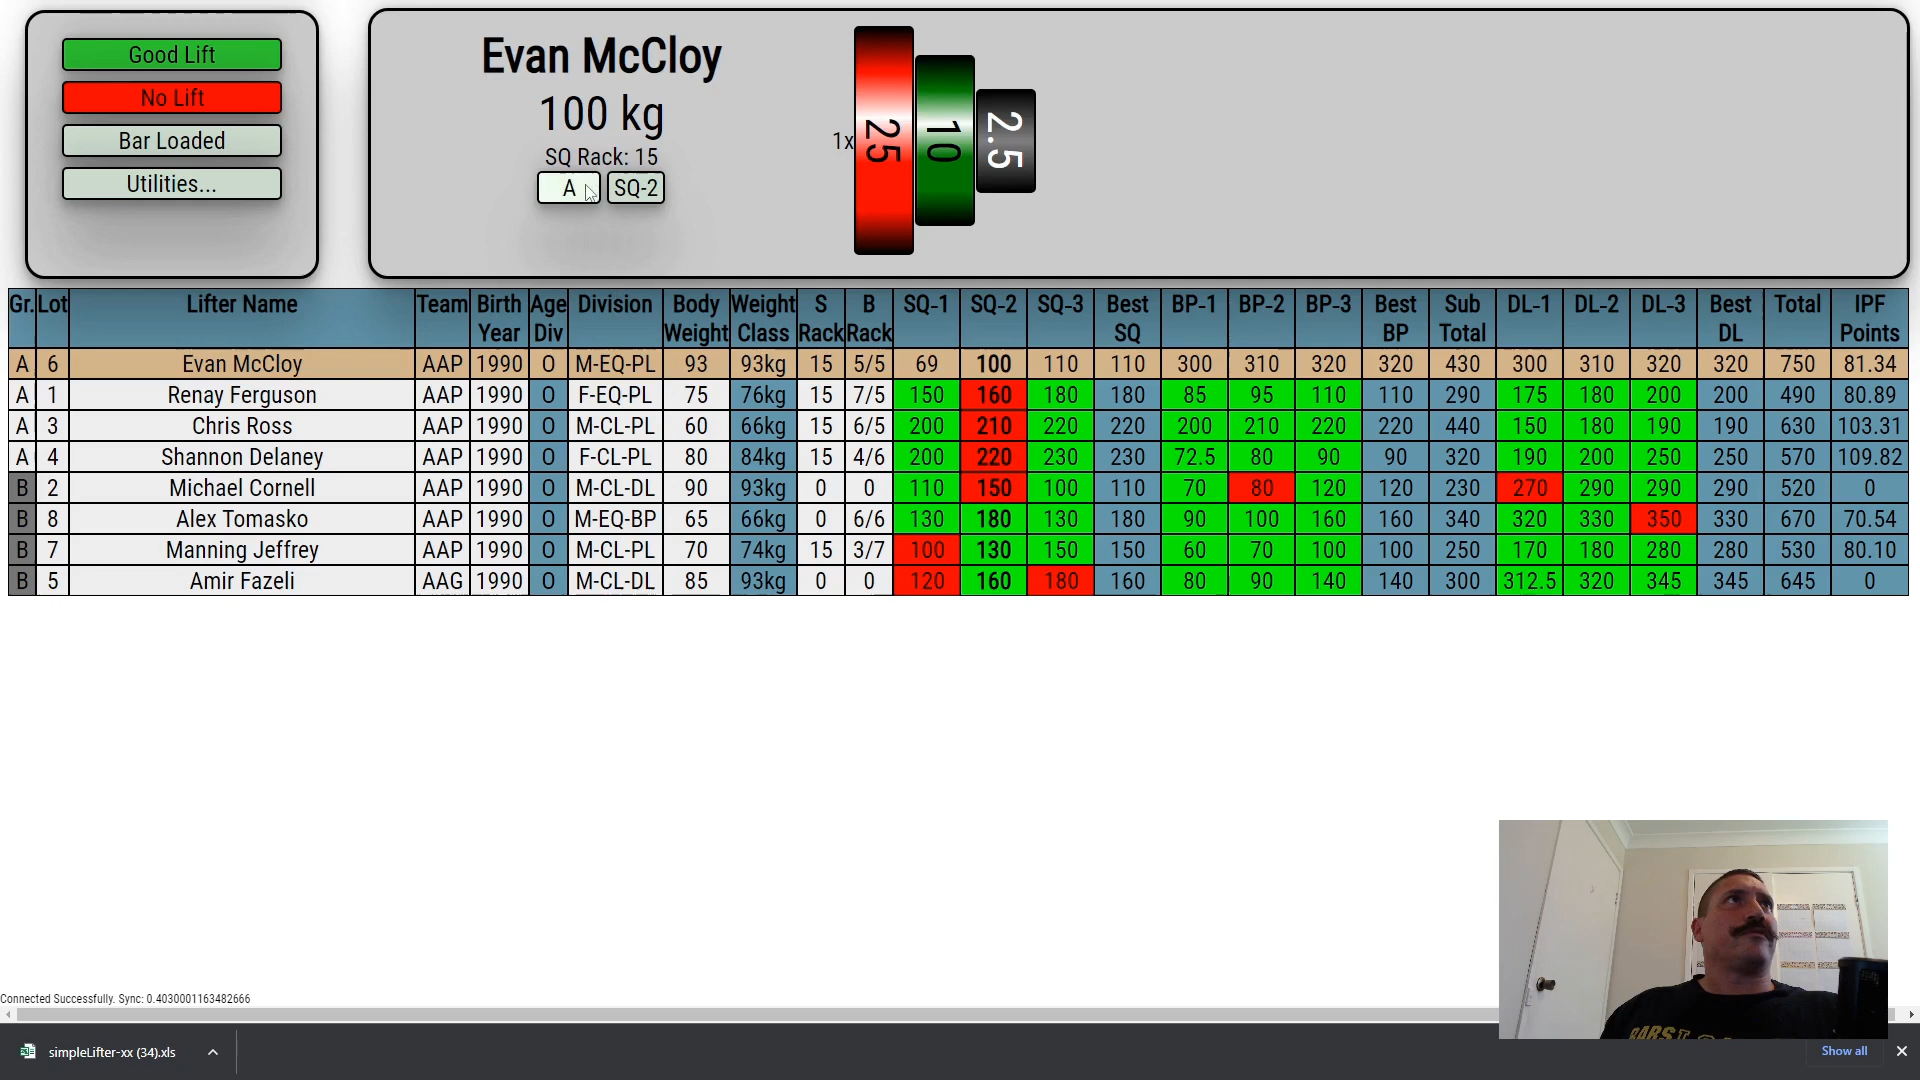 Good Lift
No Lift
Bar Loaded
Utilities...
Evan McCloy
100 kg
SQ Rack: 15
A SQ-2
1x 25 10 2.5
Gr. Lot Lifter Name Team Birth Year Age Div Division Body Weight Weight Class S Rack B Rack SQ-1 SQ-2 SQ-3 Best SQ BP-1 BP-2 BP-3 Best BP Sub Total DL-1 DL-2 DL-3 Best DL Total IPF Points
A 6 Evan McCloy AAP 1990 O M-EQ-PL 93 93kg 15 5/5 69 100 110 110 300 310 320 320 430 300 310 320 320 750 81.34
A 1 Renay Ferguson AAP 1990 O F-EQ-PL 75 76kg 15 7/5 150 160 180 180 85 95 110 110 290 175 180 200 200 490 80.89
A 3 Chris Ross AAP 1990 O M-CL-PL 60 66kg 15 6/5 200 210 220 220 200 210 220 220 440 150 180 190 190 630 103.31
A 4 Shannon Delaney AAP 1990 O F-CL-PL 80 84kg 15 4/6 200 220 230 230 72.5 80 90 90 320 190 200 250 250 570 109.82
B 2 Michael Cornell AAP 1990 O M-CL-DL 90 93kg 0 0 110 150 100 110 70 80 120 120 230 270 290 290 290 520 0
B 8 Alex Tomasko AAP 1990 O M-EQ-BP 65 66kg 0 6/6 130 180 130 180 90 100 160 160 340 320 330 350 330 670 70.54
B 7 Manning Jeffrey AAP 1990 O M-CL-PL 70 74kg 15 3/7 100 130 150 150 60 70 100 100 250 170 180 280 280 530 80.10
B 5 Amir Fazeli AAG 1990 O M-CL-DL 85 93kg 0 0 120 160 180 160 80 90 140 140 300 312.5 320 345 345 645 0
Connected Successfully. Sync: 0.4030001163482666
simpleLifter-xx (34).xls
Show all